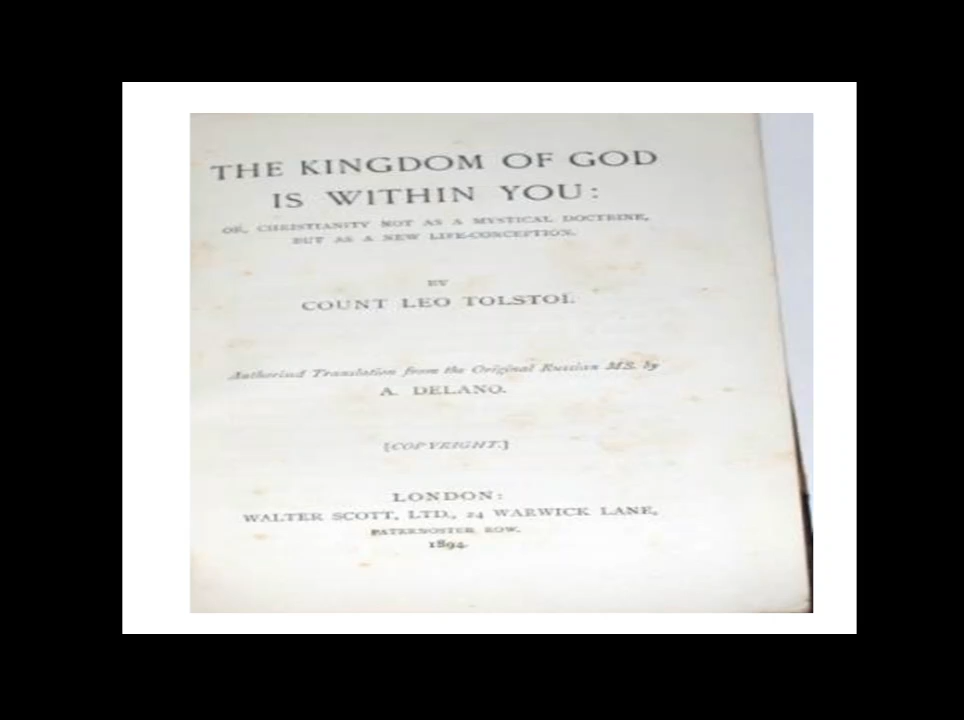 THE KINGDOM OF GOD
IS WITHIN YOU:
OR, CHRISTIANITY NOT AS A MYSTICAL DOCTRINE,
BUT AS A NEW LIFE-CONCEPTION.
BY
COUNT LEO TOLSTOI.
Authorised Translation from the Original Russian MS. by
A. DELANO.
[COPYRIGHT.]
LONDON:
WALTER SCOTT, LTD., 24 WARWICK LANE,
PATERNOSTER ROW.
1894.